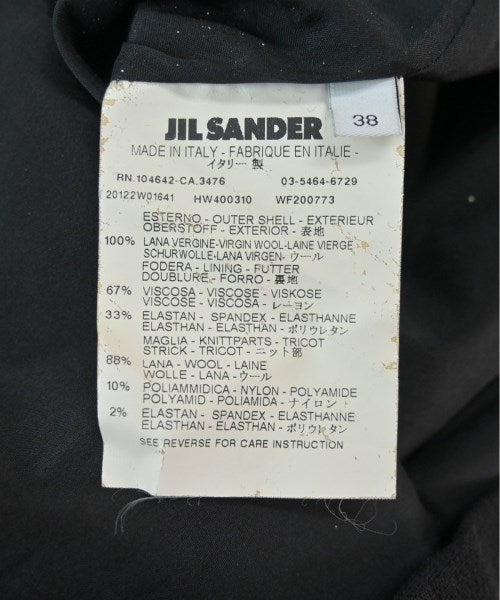 38
JIL SANDER
MADE IN ITALY - FABRIQUE EN ITALIE -
イタリー 製
RN.104641-CA.3476 03-5464-6729
20122W01641 HW400310 WF200773
ESTERNO - OUTER SHELL - EXTERIEUR
OBERSTOFF - EXTERIOR - 表地
100% LANA VERGINE-VIRGIN WOOL-LAINE VIERGE
SCHURWOLLE-LANA VIRGEN- ウール
FODERA - LINING - FUTTER
DOUBLURE - FORRO - 裏地
67% VISCOSA - VISCOSE - VISKOSE
VISCOSE - VISCOSA - レーヨン
33% ELASTAN - SPANDEX - ELASTHANNE
ELASTHAN - ELASTAN - ポリウレタン
MAGLIA - KNITTPARTS - TRICOT
STRICK - TRICOT - ニット部
88% LANA - WOOL - LAINE
WOLLE - LANA - ウール
10% POLIAMMIDICA - NYLON - POLYAMIDE
POLYAMID - POLIAMIDA - ナイロン
2% ELASTAN - SPANDEX - ELASTHANNE
ELASTHAN - ELASTAN - ポリウレタン
SEE REVERSE FOR CARE INSTRUCTION